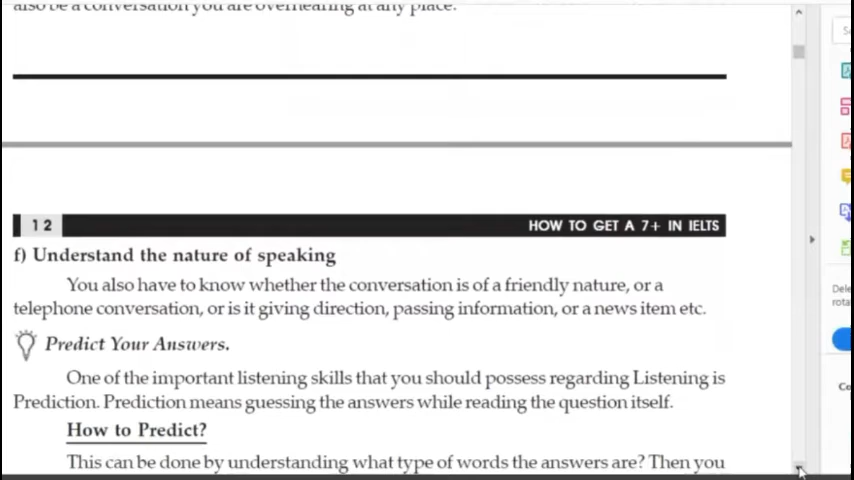 also be a conversation you are overhearing at any place.
12
HOW TO GET A 7+ IN IELTS
f) Understand the nature of speaking
You also have to know whether the conversation is of a friendly nature, or a
telephone conversation, or is it giving direction, passing information, or a news item etc.
Predict Your Answers.
One of the important listening skills that you should possess regarding Listening is
Prediction. Prediction means guessing the answers while reading the question itself.
How to Predict?
This can be done by understanding what type of words the answers are? Then you